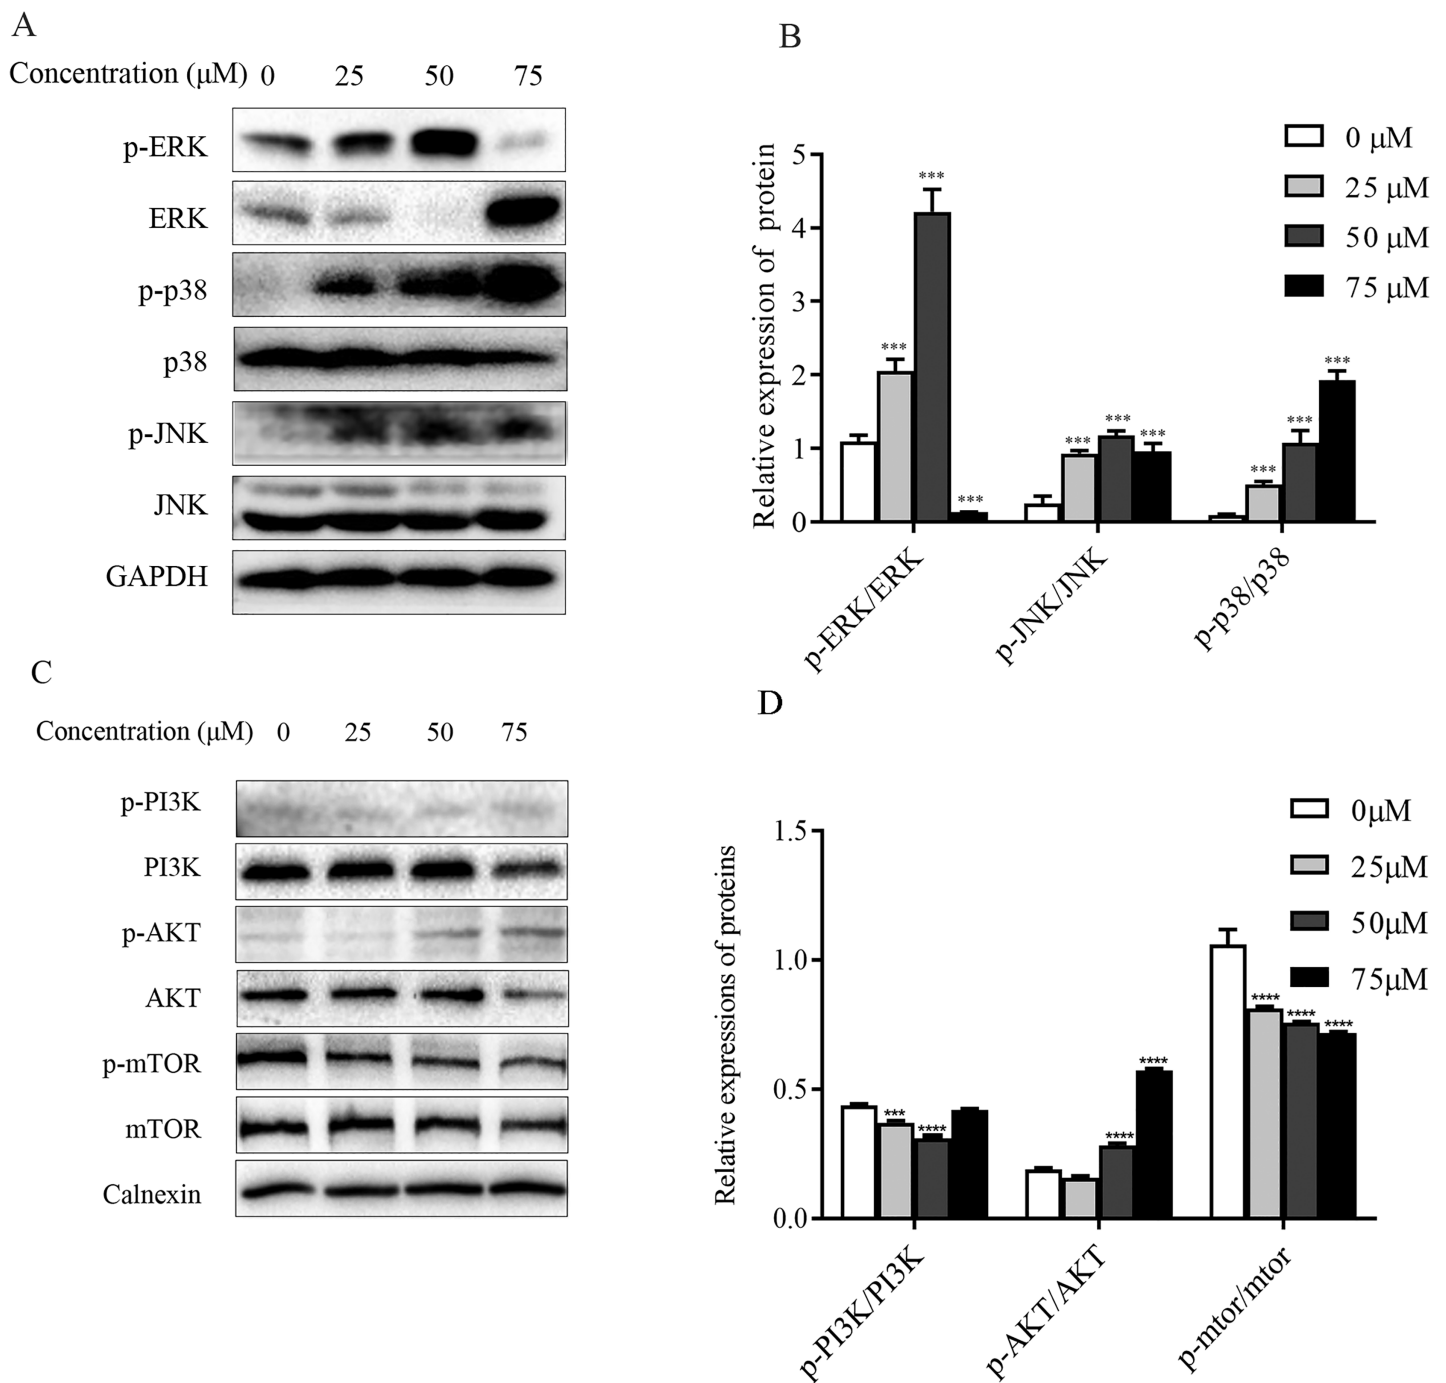 A
Concentration (μM) 0 25 50 75
p-ERK
ERK
p-p38
p38
p-JNK
JNK
GAPDH
B
Relative expression of protein
5
4
3
2
1
0
*** *** ***
*** *** ***
*** *** ***
p-ERK/ERK
p-JNK/JNK
p-p38/p38
0 μM
25 μM
50 μM
75 μM
C
Concentration (μM) 0 25 50 75
p-PI3K
PI3K
p-AKT
AKT
p-mTOR
mTOR
Calnexin
D
Relative expressions of proteins
1.5
1.0
0.5
0.0
*** ****
**** ****
**** **** ****
p-PI3K/PI3K
p-AKT/AKT
p-mtor/mtor
0μM
25μM
50μM
75μM